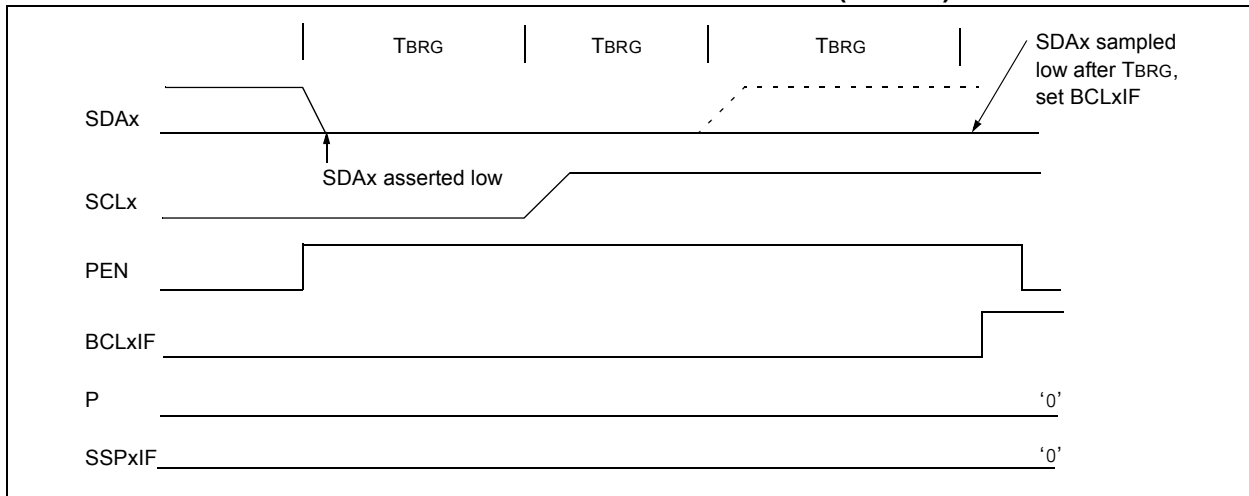 TBRG TBRG TBRG
SDAx sampled
low after TBRG,
set BCLxIF
SDAx
SDAx asserted low
SCLx
PEN
BCLxIF
P ‘0’
SSPxIF ‘0’